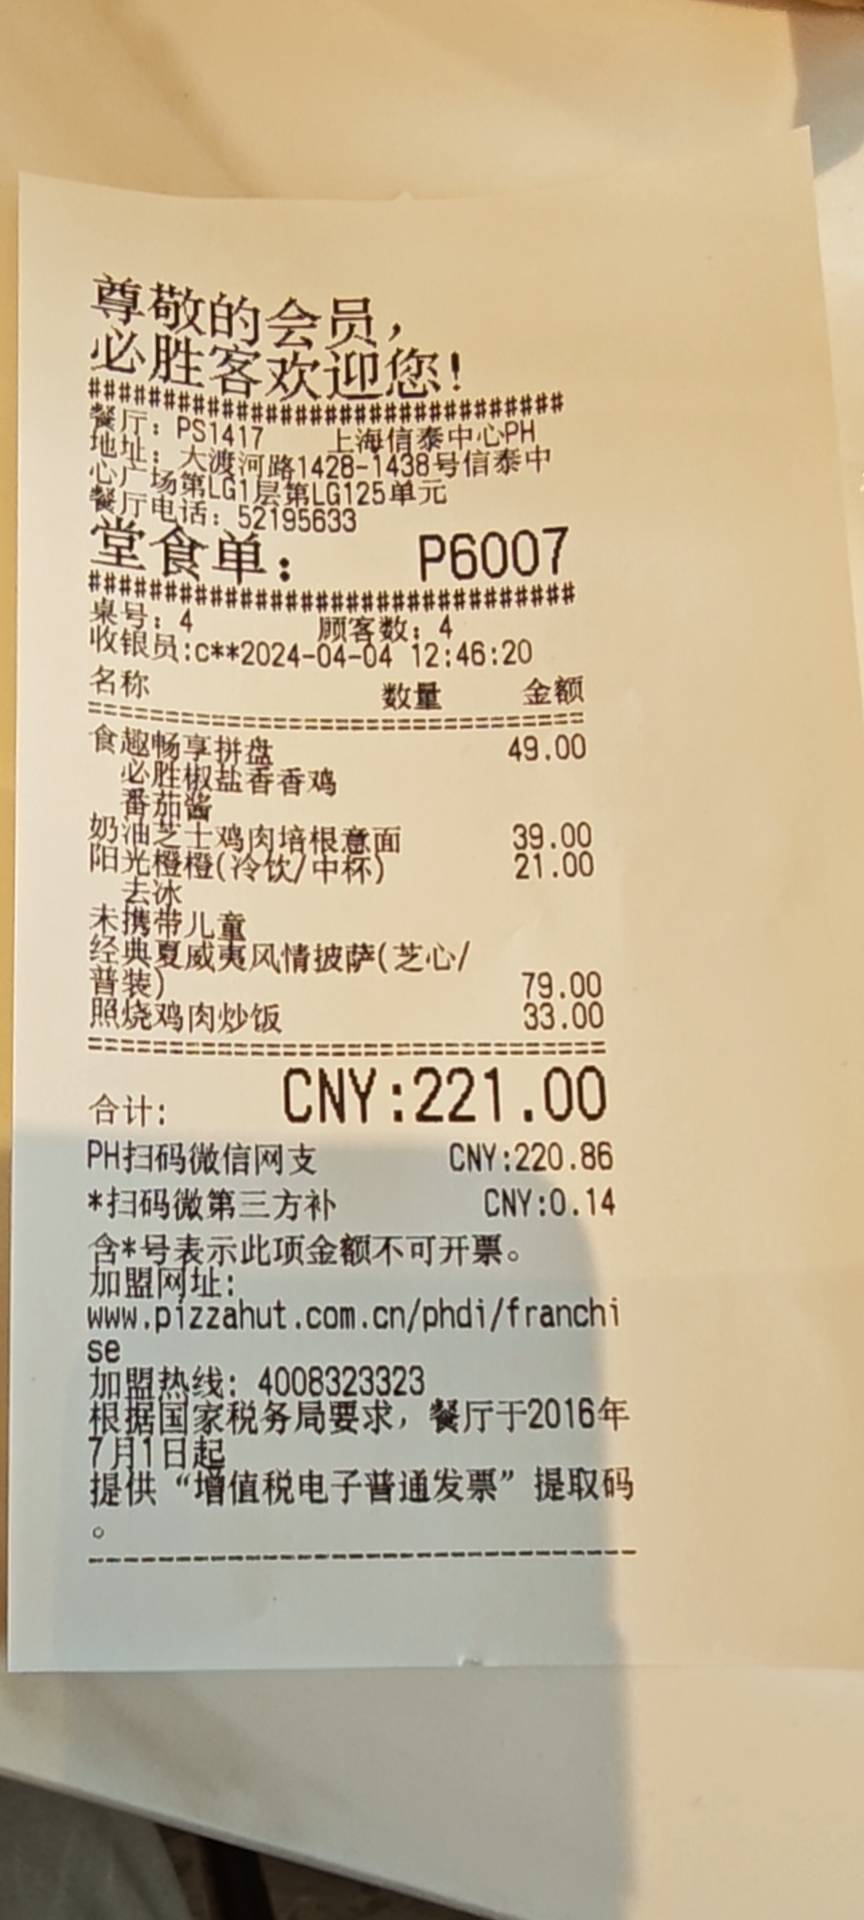 尊敬的会员,
必胜客欢迎您!
################################
餐厅: PS1417 上海信泰中心PH
地址: 大渡河路1428-1438号信泰中
心广场第LG1层第LG125单元
餐厅电话: 52195633
堂食单: P6007
################################
桌号: 4 顾客数: 4
收银员:c**2024-04-04 12:46:20
名称 数量 金额
================================
食趣畅享拼盘 49.00
必胜椒盐香香鸡
番茄酱
奶油芝士鸡肉培根意面 39.00
阳光橙橙(冷饮/中杯) 21.00
去冰
未携带儿童
经典夏威夷风情披萨(芝心/
普装) 79.00
照烧鸡肉炒饭 33.00
================================
合计: CNY:221.00
PH扫码微信网支 CNY:220.86
*扫码微第三方补 CNY:0.14
含*号表示此项金额不可开票。
加盟网址:
www.pizzahut.com.cn/phdi/franchi
se
加盟热线: 4008323323
根据国家税务局要求, 餐厅于2016年
7月1日起
提供“增值税电子普通发票”提取码
。
--------------------------------